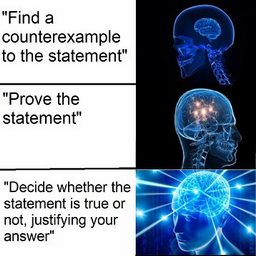 "Find a
counterexample
to the statement"
"Prove the
statement"
"Decide whether the
statement is true or
not, justifying your
answer"